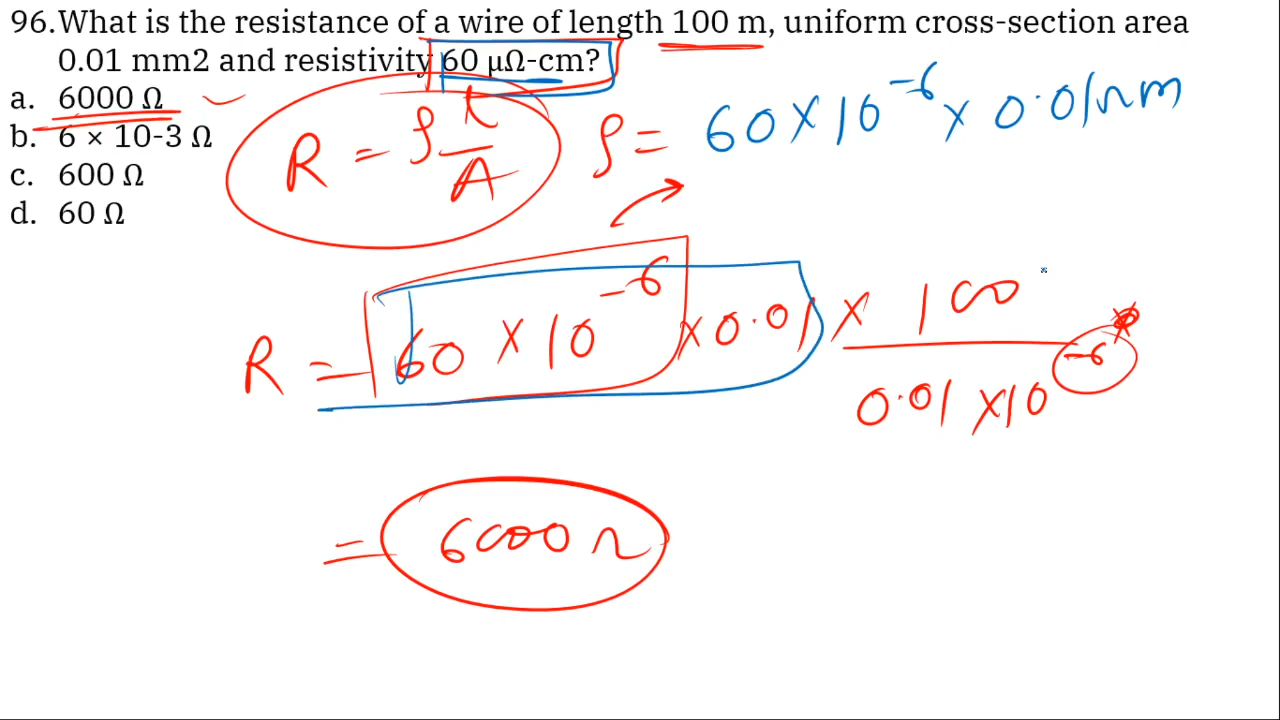 96.What is the resistance of a wire of length 100 m, uniform cross-section area
0.01 mm2 and resistivity 60 μΩ-cm?
a. 6000 Ω
b. 6 × 10-3 Ω
c. 600 Ω
d. 60 Ω
R = ρ l/A
ρ = 60 × 10^-6 × 0.01 Ωm
R = 60 × 10^-6 × 0.01 × 100 / 0.01 × 10^-6
= 6000 Ω